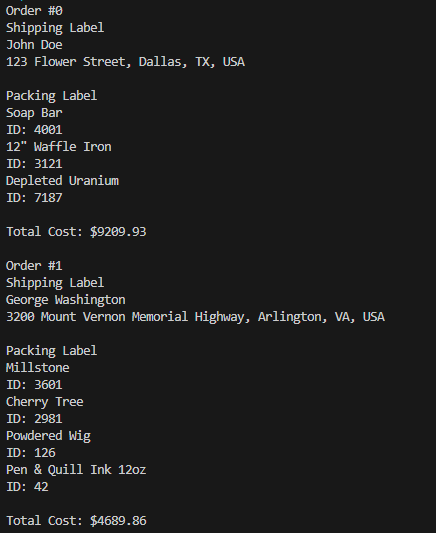 Order #0
Shipping Label
John Doe
123 Flower Street, Dallas, TX, USA
Packing Label
Soap Bar
ID: 4001
12" Waffle Iron
ID: 3121
Depleted Uranium
ID: 7187
Total Cost: $9209.93
Order #1
Shipping Label
George Washington
3200 Mount Vernon Memorial Highway, Arlington, VA, USA
Packing Label
Millstone
ID: 3601
Cherry Tree
ID: 2981
Powdered Wig
ID: 126
Pen & Quill Ink 12oz
ID: 42
Total Cost: $4689.86